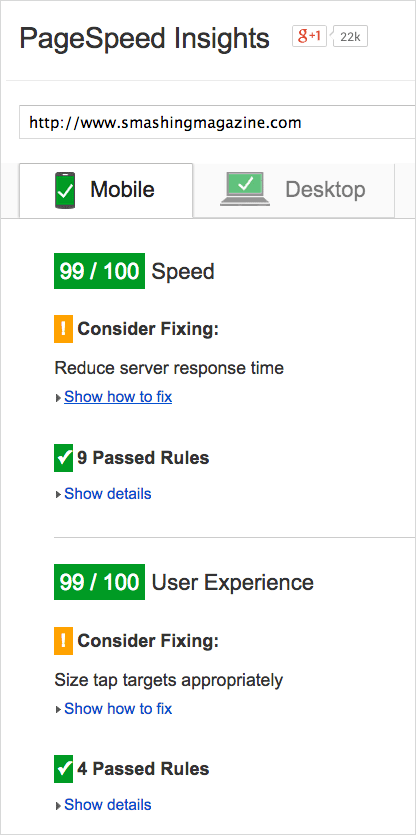 PageSpeed Insights
g+1 22k
http://www.smashingmagazine.com
Mobile Desktop
99 / 100 Speed
! Consider Fixing:
Reduce server response time
Show how to fix
9 Passed Rules
Show details
99 / 100 User Experience
! Consider Fixing:
Size tap targets appropriately
Show how to fix
4 Passed Rules
Show details